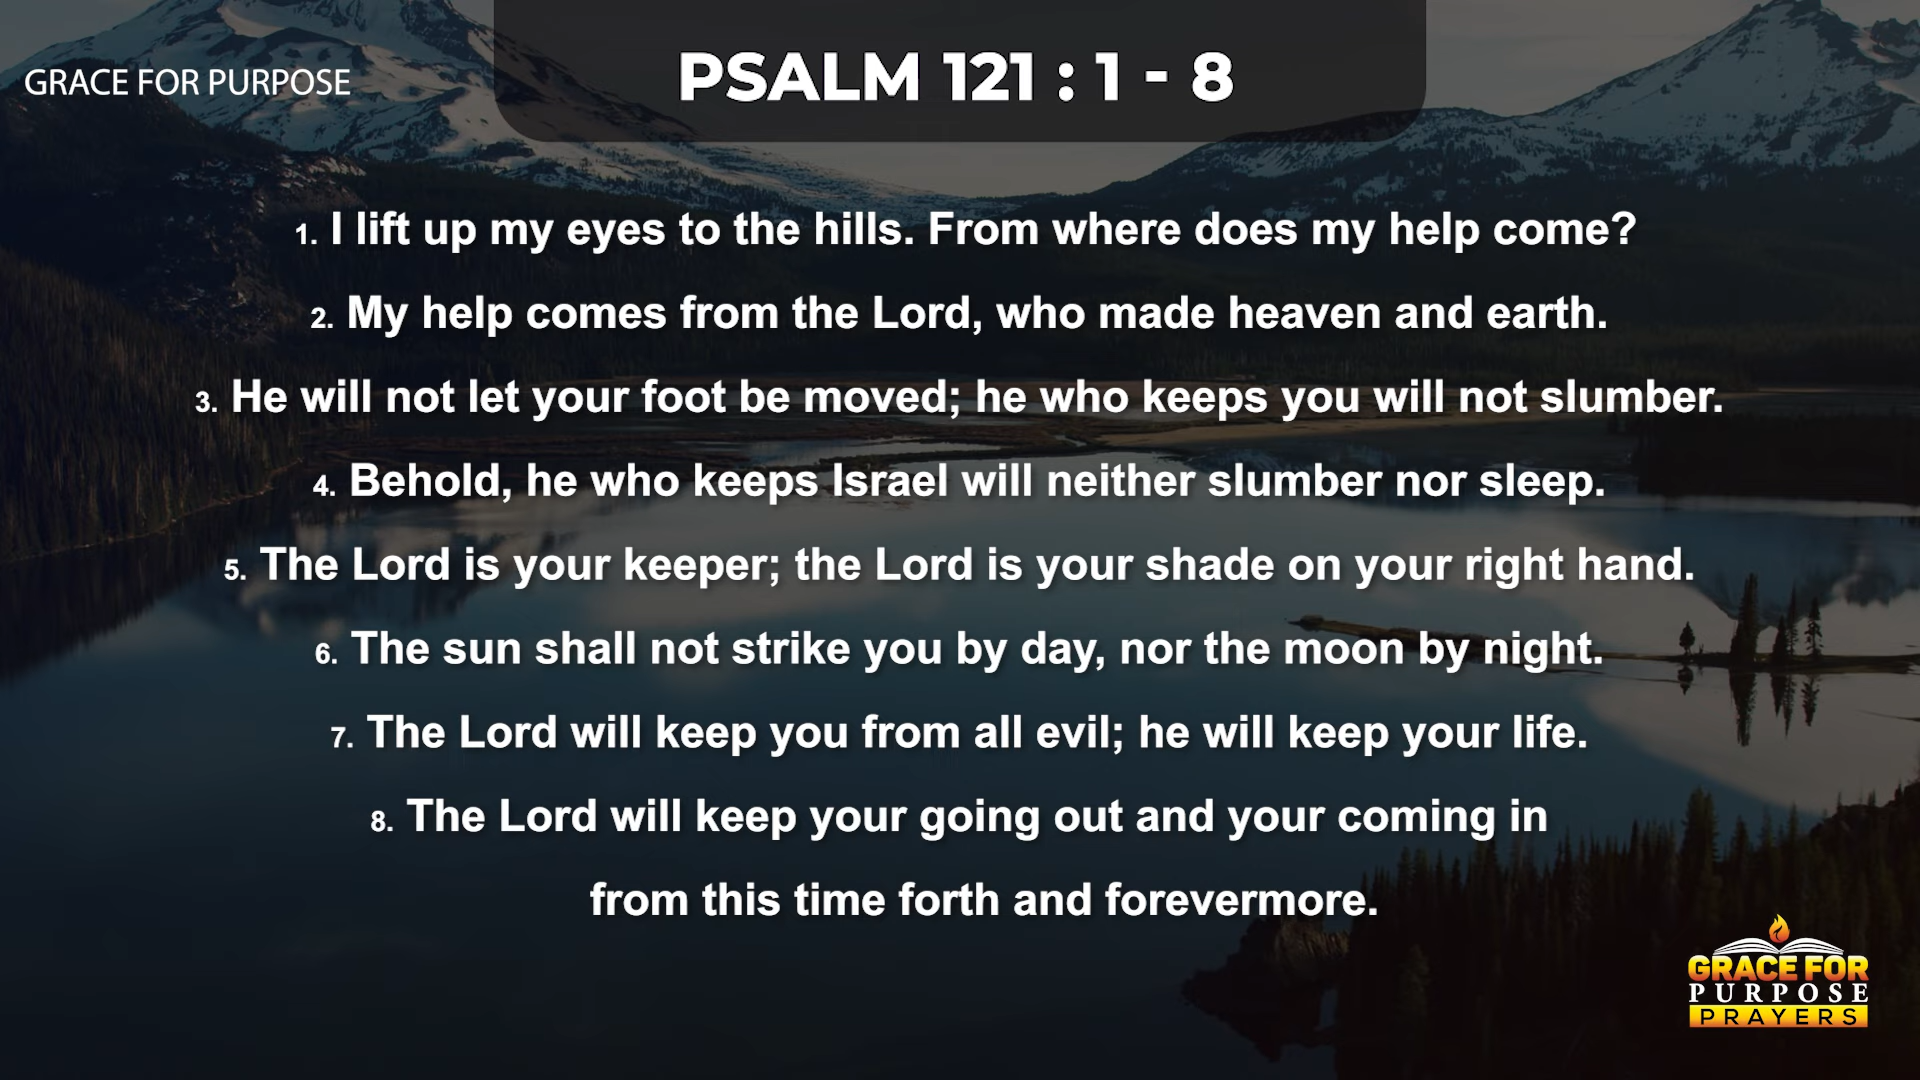 GRACE FOR PURPOSE
PSALM 121 : 1 - 8
1. I lift up my eyes to the hills. From where does my help come?
2. My help comes from the Lord, who made heaven and earth.
3. He will not let your foot be moved; he who keeps you will not slumber.
4. Behold, he who keeps Israel will neither slumber nor sleep.
5. The Lord is your keeper; the Lord is your shade on your right hand.
6. The sun shall not strike you by day, nor the moon by night.
7. The Lord will keep you from all evil; he will keep your life.
8. The Lord will keep your going out and your coming in
from this time forth and forevermore.
GRACE FOR
PURPOSE
PRAYERS